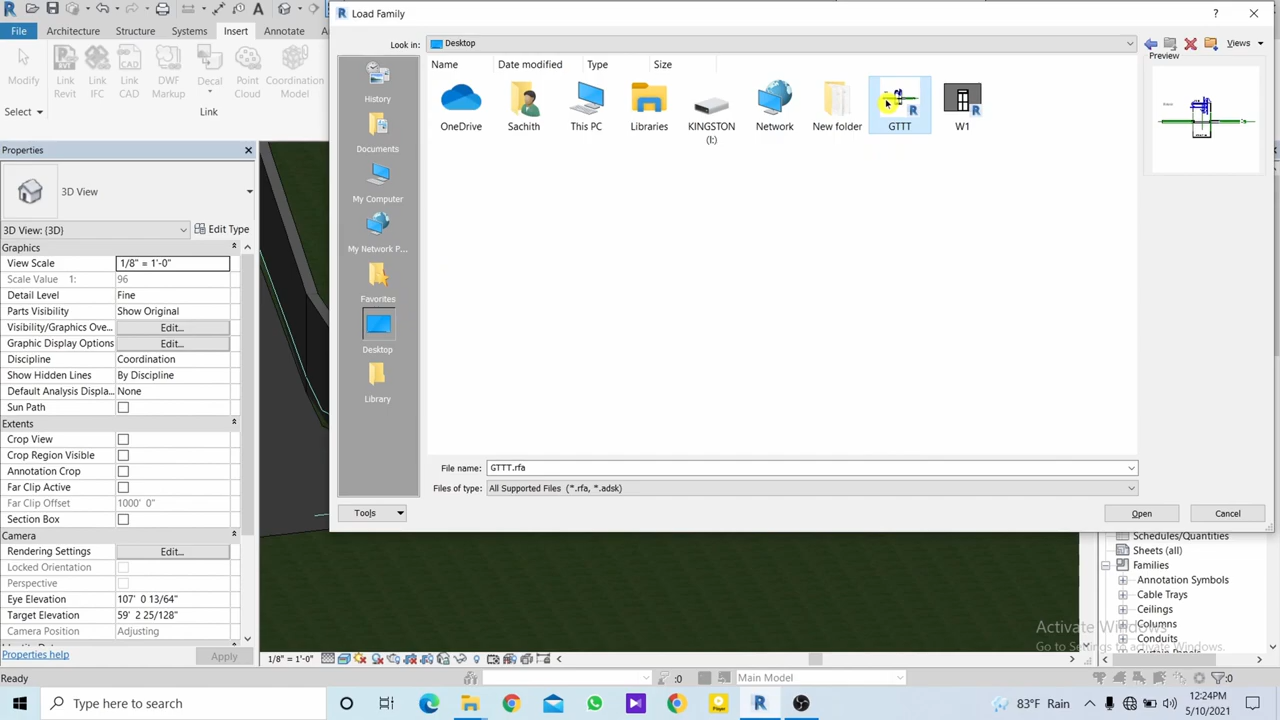 File Architecture Structure Systems Insert Annotate
Modify
Link Revit
Link IFC
Link CAD
DWF Markup
Decal
Point Cloud
Coordination Model
Select
Link
Properties
3D View
3D View: {3D}
Edit Type
Graphics
View Scale 1/8" = 1'-0"
Scale Value 1: 96
Detail Level Fine
Parts Visibility Show Original
Visibility/Graphics Ove... Edit...
Graphic Display Options Edit...
Discipline Coordination
Show Hidden Lines By Discipline
Default Analysis Displa... None
Sun Path
Extents
Crop View
Crop Region Visible
Annotation Crop
Far Clip Active
Far Clip Offset 1000' 0"
Section Box
Camera
Rendering Settings Edit...
Locked Orientation
Perspective
Eye Elevation 107' 0 13/64"
Target Elevation 59' 2 25/128"
Camera Position Adjusting
Properties help
Apply
Load Family
?
Look in: Desktop
Views
Preview
Name Date modified Type Size
History
Documents
My Computer
My Network P...
Favorites
Desktop
Library
OneDrive
Sachith
This PC
Libraries
KINGSTON (I:)
Network
New folder
GTTT
W1
File name: GTTT.rfa
Files of type: All Supported Files (*.rfa, *.adsk)
Tools
Open
Cancel
Schedules/Quantities
Sheets (all)
Families
Annotation Symbols
Cable Trays
Ceilings
Columns
Conduits
Activate Windows
Go to Settings to activate Windows.
1/8" = 1'-0"
Ready
:0
Main Model
:0
Type here to search
83°F Rain
12:24PM
5/10/2021